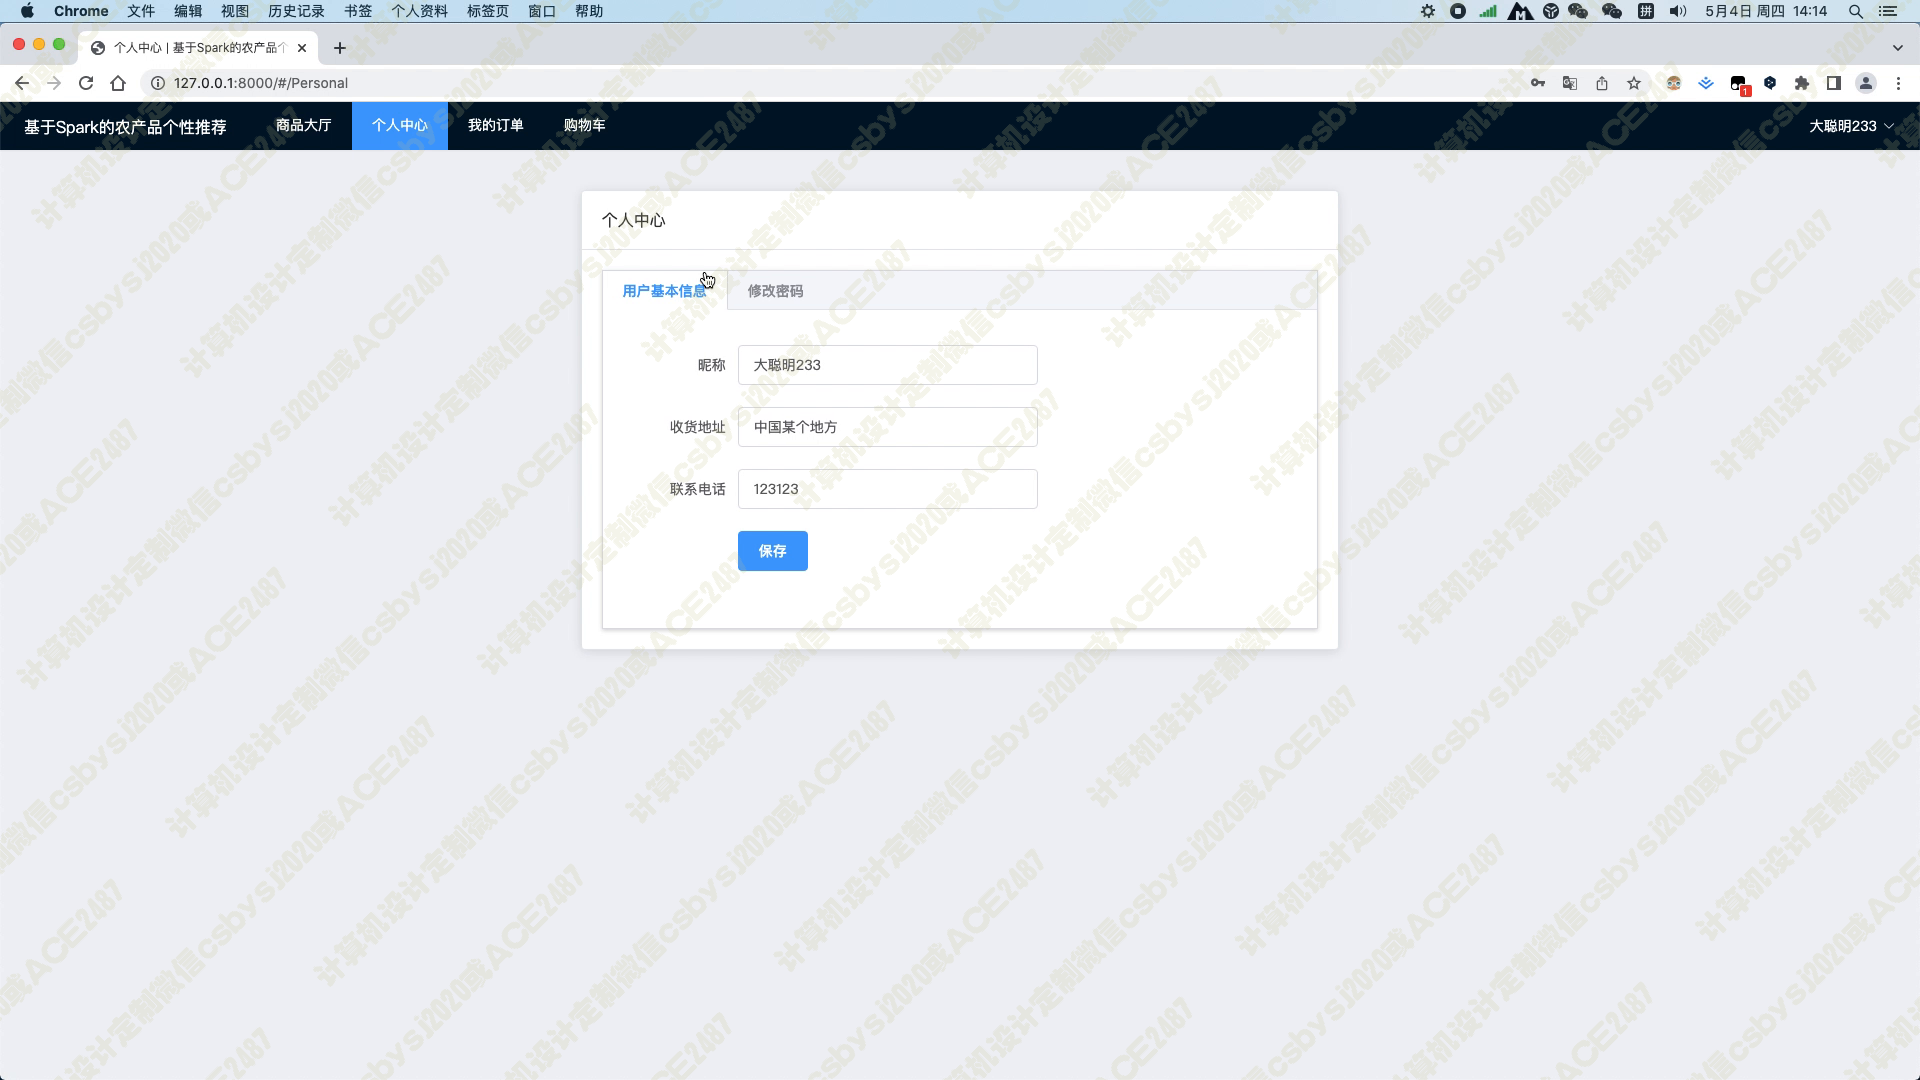 Chrome 文件 编辑 视图 历史记录 书签 个人资料 标签页 窗口 帮助 拼 5月4日 周四 14:14
个人中心 | 基于Spark的农产品个
127.0.0.1:8000/#/Personal 1
基于Spark的农产品个性推荐 商品大厅 个人中心 我的订单 购物车 大聪明233
个人中心
用户基本信息 修改密码
昵称 大聪明233
收货地址 中国某个地方
联系电话 123123
保存
计算机设计定制微信csbysj2020或ACE2487